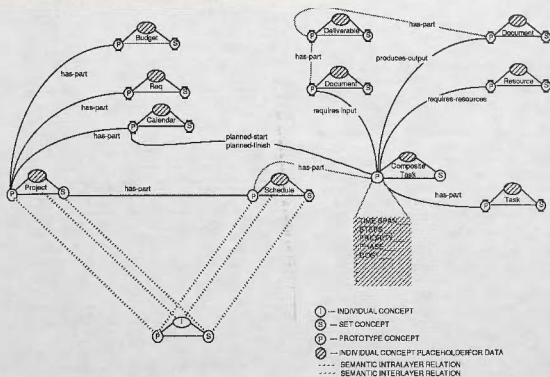 Budget
P S
has-part
Req
P S
has-part
Calendar
P S
has-part
planned-start
planned-finish
Project
P S
has-part
Schedule
P S
has-part
Deliverable
P S
has-part
Document
P S
requires input
Document
P S
produces-output
Resource
P S
requires-resources
Composite
Task
P S
has-part
Task
P S
TIME SPAN
STEPS
PRIORITY
PHASE
COST
I
P S
I – INDIVIDUAL CONCEPT
S – SET CONCEPT
P – PROTOTYPE CONCEPT
– INDIVIDUAL CONCEPT PLACEHOLDER FOR DATA
SEMANTIC INTRALAYER RELATION
SEMANTIC INTERLAYER RELATION